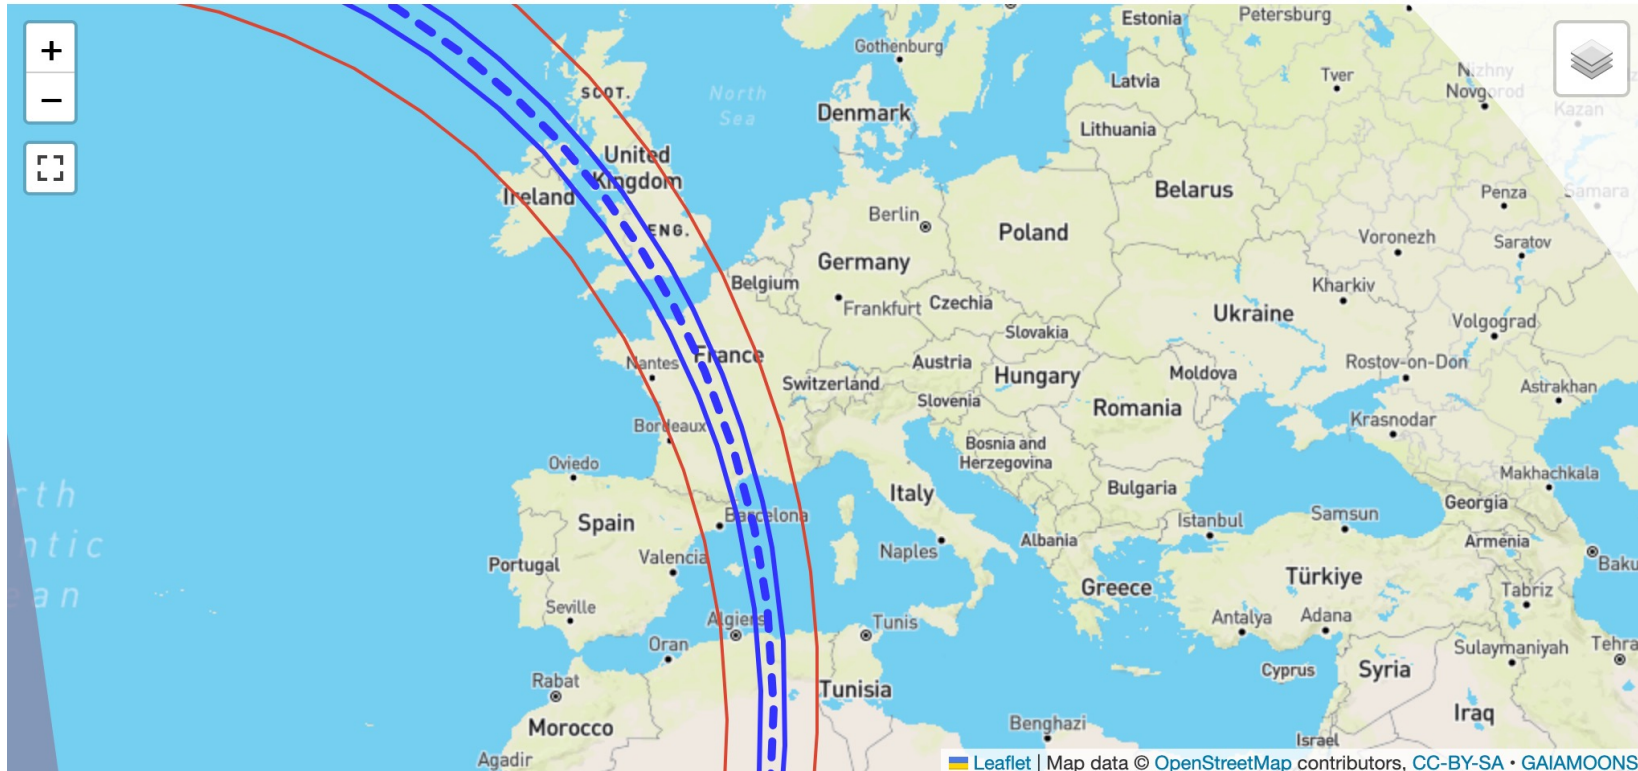 +
−
Estonia
Petersburg
Gothenburg
Tver
Nizhny
Novgorod
Kazan
Latvia
SCOT.
North
Sea
Denmark
Lithuania
United
Kingdom
Ireland
Belarus
Penza
Samara
Berlin
Poland
ENG.
Voronezh
Saratov
Germany
Belgium
Frankfurt
Czechia
Kharkiv
Ukraine
Volgograd
Slovakia
Nantes
France
Austria
Switzerland
Hungary
Moldova
Rostov-on-Don
Astrakhan
Slovenia
Romania
Krasnodar
Bordeaux
Bosnia and
Herzegovina
Oviedo
Makhachkala
rth
Italy
Bulgaria
Georgia
Spain
Barcelona
Istanbul
Samsun
ntic
Naples
Albania
Armenia
Portugal
Valencia
Greece
Türkiye
Baku
an
Tabriz
Seville
Algiers
Tunis
Antalya
Adana
Oran
Cyprus
Syria
Sulaymaniyah
Tehra
Rabat
Tunisia
Morocco
Benghazi
Iraq
Israel
Agadir
Leaflet | Map data © OpenStreetMap contributors, CC-BY-SA • GAIAMOONS